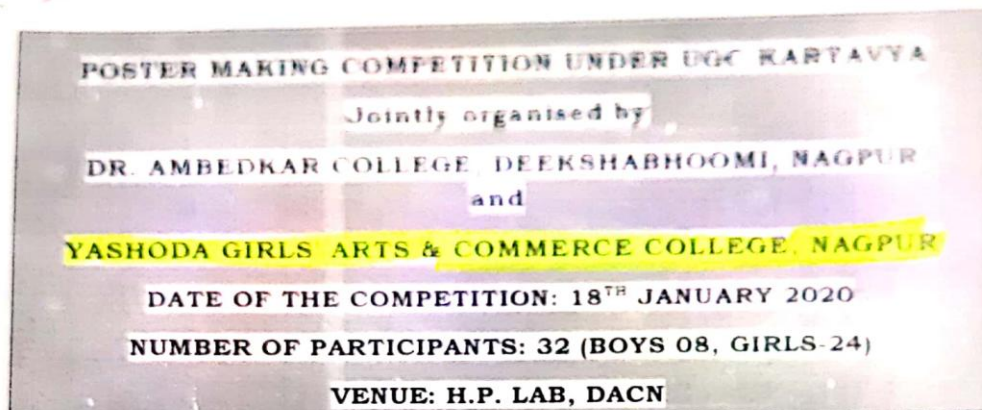 POSTER MAKING COMPETITION UNDER UGC KARTAVYA
Jointly organised by
DR. AMBEDKAR COLLEGE, DEEKSHABHOOMI, NAGPUR
and
YASHODA GIRLS ARTS & COMMERCE COLLEGE, NAGPUR
DATE OF THE COMPETITION: 18TH JANUARY 2020
NUMBER OF PARTICIPANTS: 32 (BOYS 08, GIRLS-24)
VENUE: H.P. LAB, DACN